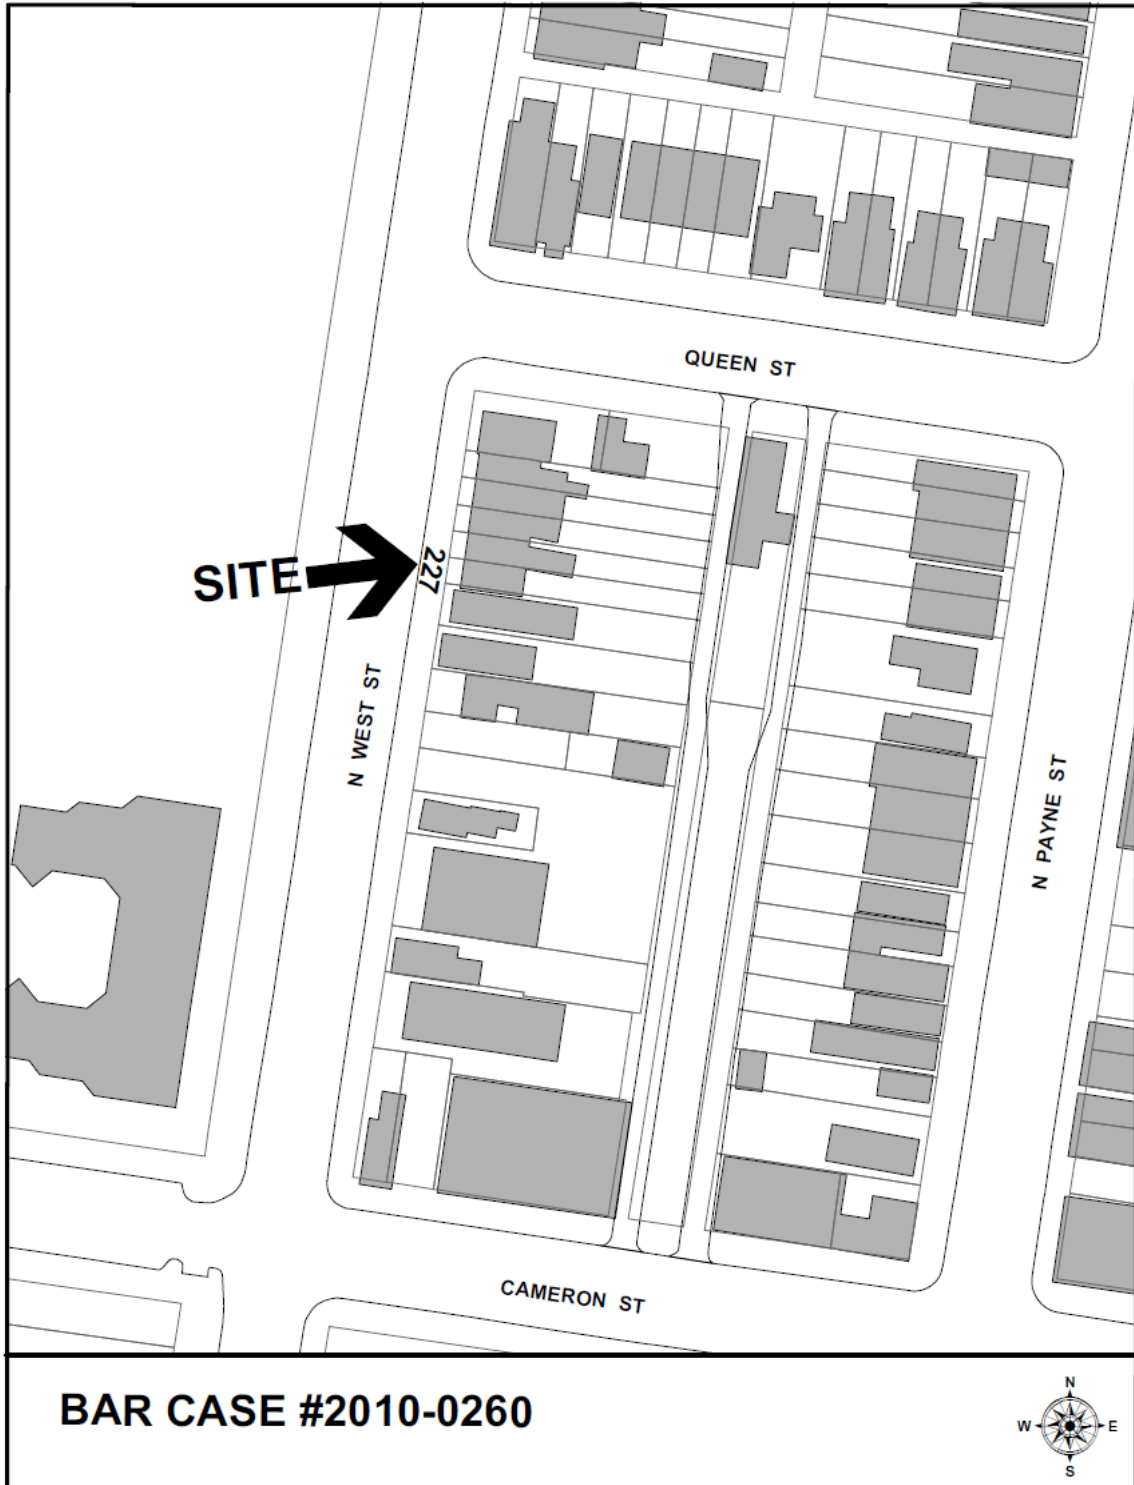 QUEEN ST
SITE
227
N WEST ST
N PAYNE ST
CAMERON ST
BAR CASE #2010-0260
N
W E
S